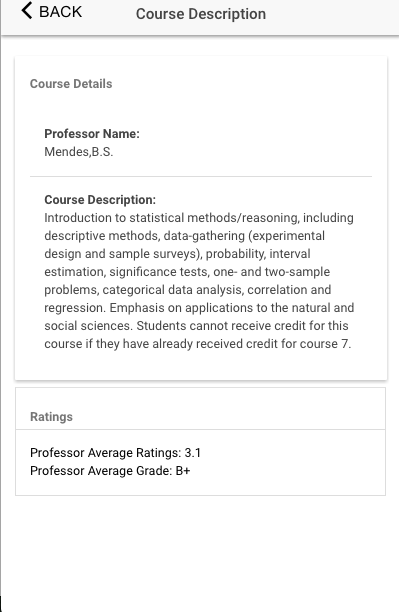 BACK
Course Description
Course Details
Professor Name:
Mendes,B.S.
Course Description:
Introduction to statistical methods/reasoning, including
descriptive methods, data-gathering (experimental
design and sample surveys), probability, interval
estimation, significance tests, one- and two-sample
problems, categorical data analysis, correlation and
regression. Emphasis on applications to the natural and
social sciences. Students cannot receive credit for this
course if they have already received credit for course 7.
Ratings
Professor Average Ratings: 3.1
Professor Average Grade: B+